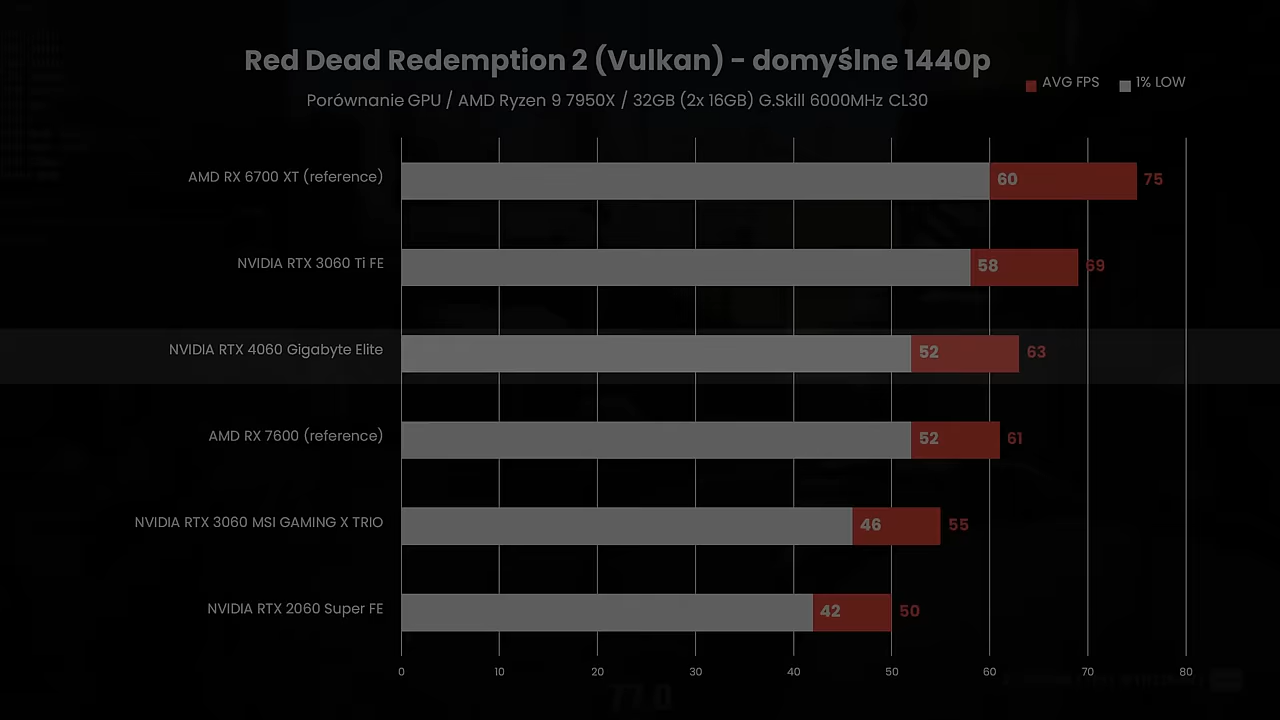 Red Dead Redemption 2 (Vulkan) - domyślne 1440p
AVG FPS 1% LOW
Porównanie GPU / AMD Ryzen 9 7950X / 32GB (2x 16GB) G.Skill 6000MHz CL30
AMD RX 6700 XT (reference) 60 75
NVIDIA RTX 3060 Ti FE 58 69
NVIDIA RTX 4060 Gigabyte Elite 52 63
AMD RX 7600 (reference) 52 61
NVIDIA RTX 3060 MSI GAMING X TRIO 46 55
NVIDIA RTX 2060 Super FE 42 50
0 10 20 30 40 50 60 70 80
77.0